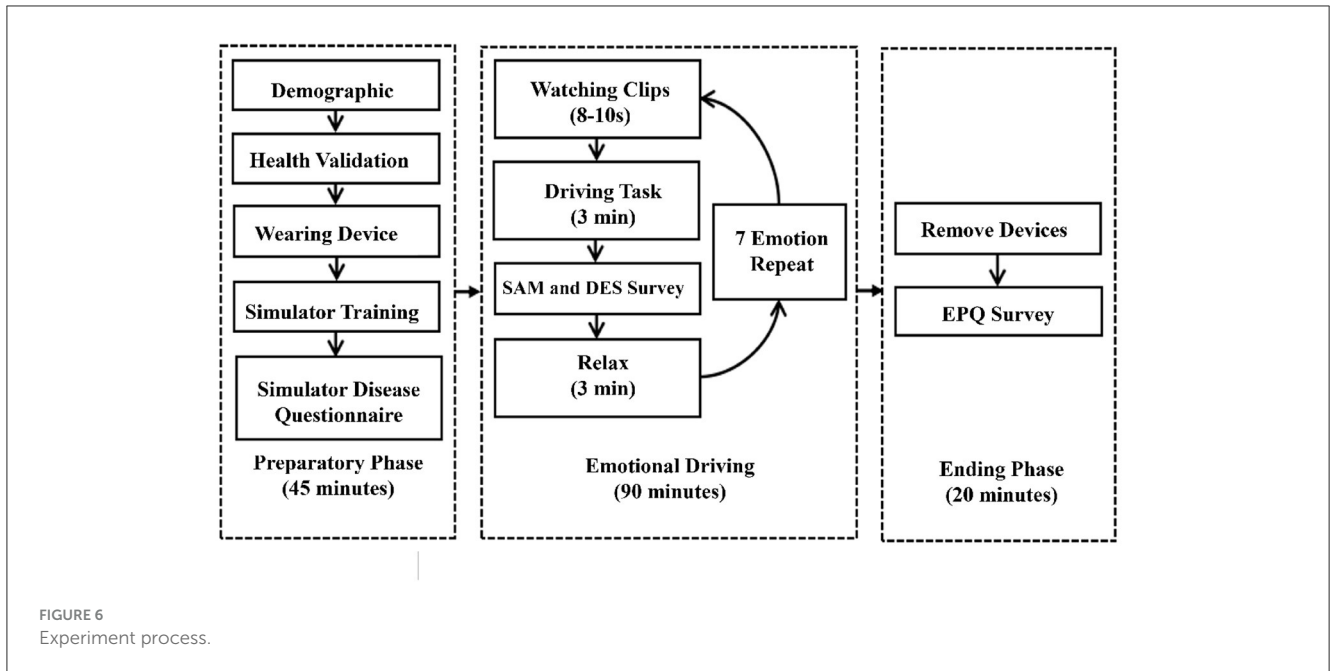 Demographic
Health Validation
Wearing Device
Simulator Training
Simulator Disease
Questionnaire
Preparatory Phase
(45 minutes)
Watching Clips
(8-10s)
Driving Task
(3 min)
SAM and DES Survey
Relax
(3 min)
7 Emotion
Repeat
Emotional Driving
(90 minutes)
Remove Devices
EPQ Survey
Ending Phase
(20 minutes)
FIGURE 6
Experiment process.